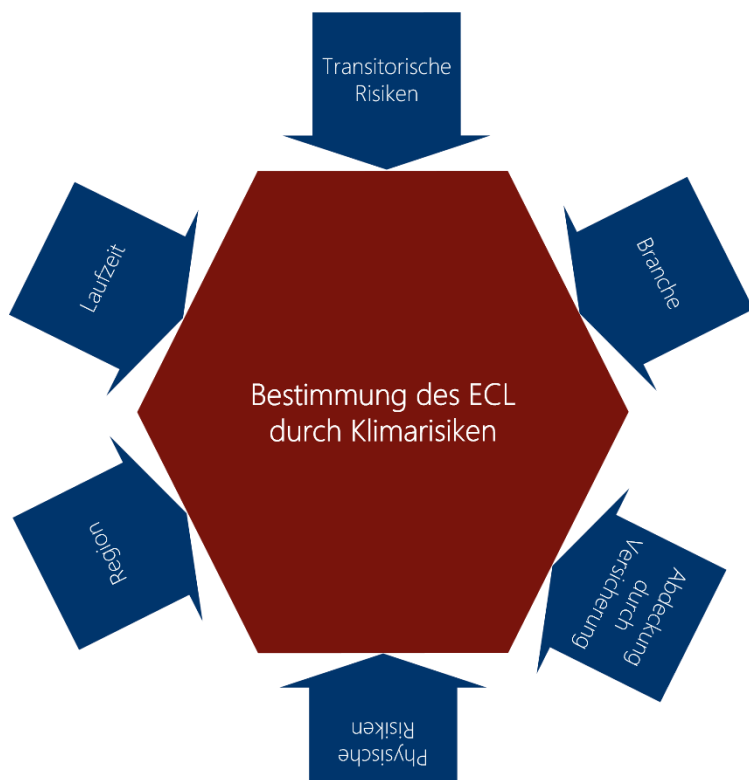 Transitorische
Risiken
Laufzeit
Branche
Bestimmung des ECL
durch Klimarisiken
Region
Abdeckung
durch
Versicherung
Physische
Risiken